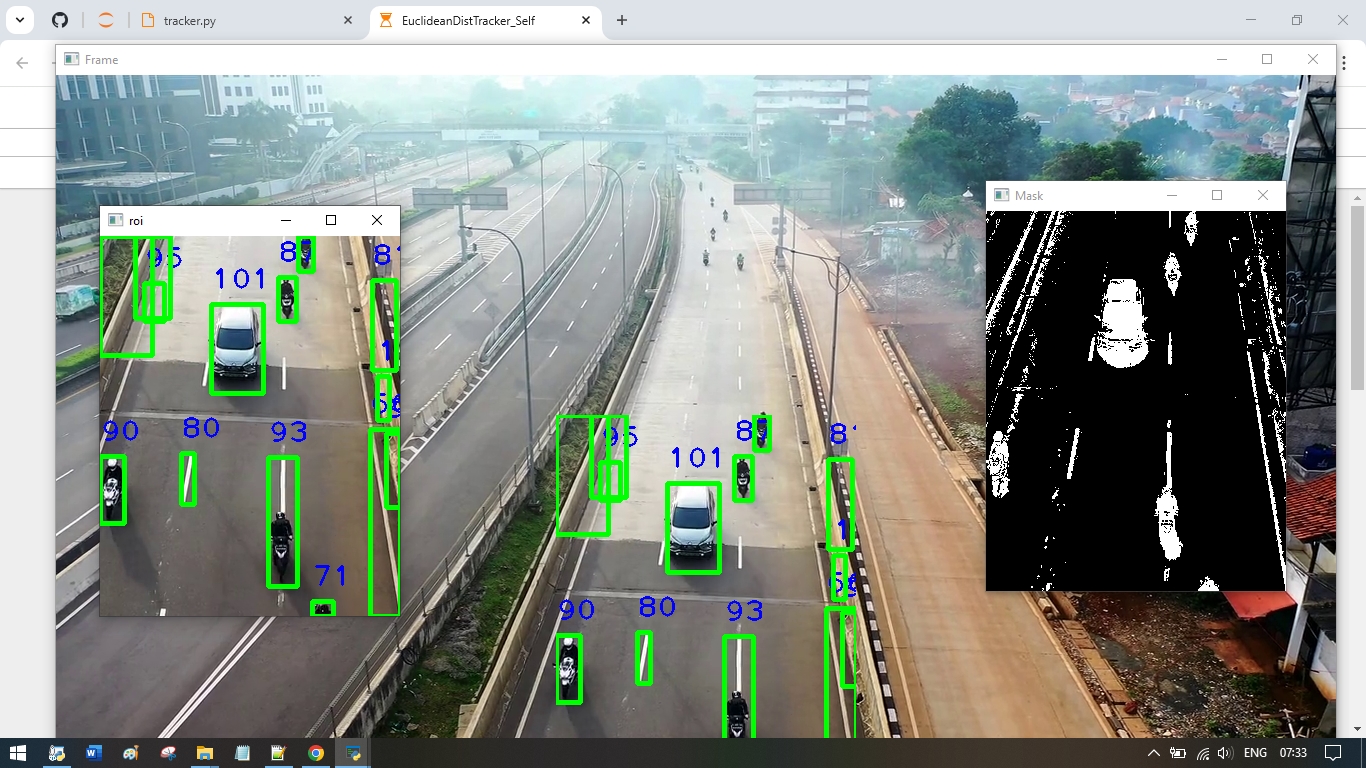 tracker.py
EuclideanDistTracker_Self
Frame
Mask
roi
95
101
90
80
93
71
95
101
90
80
93
ENG
07:33